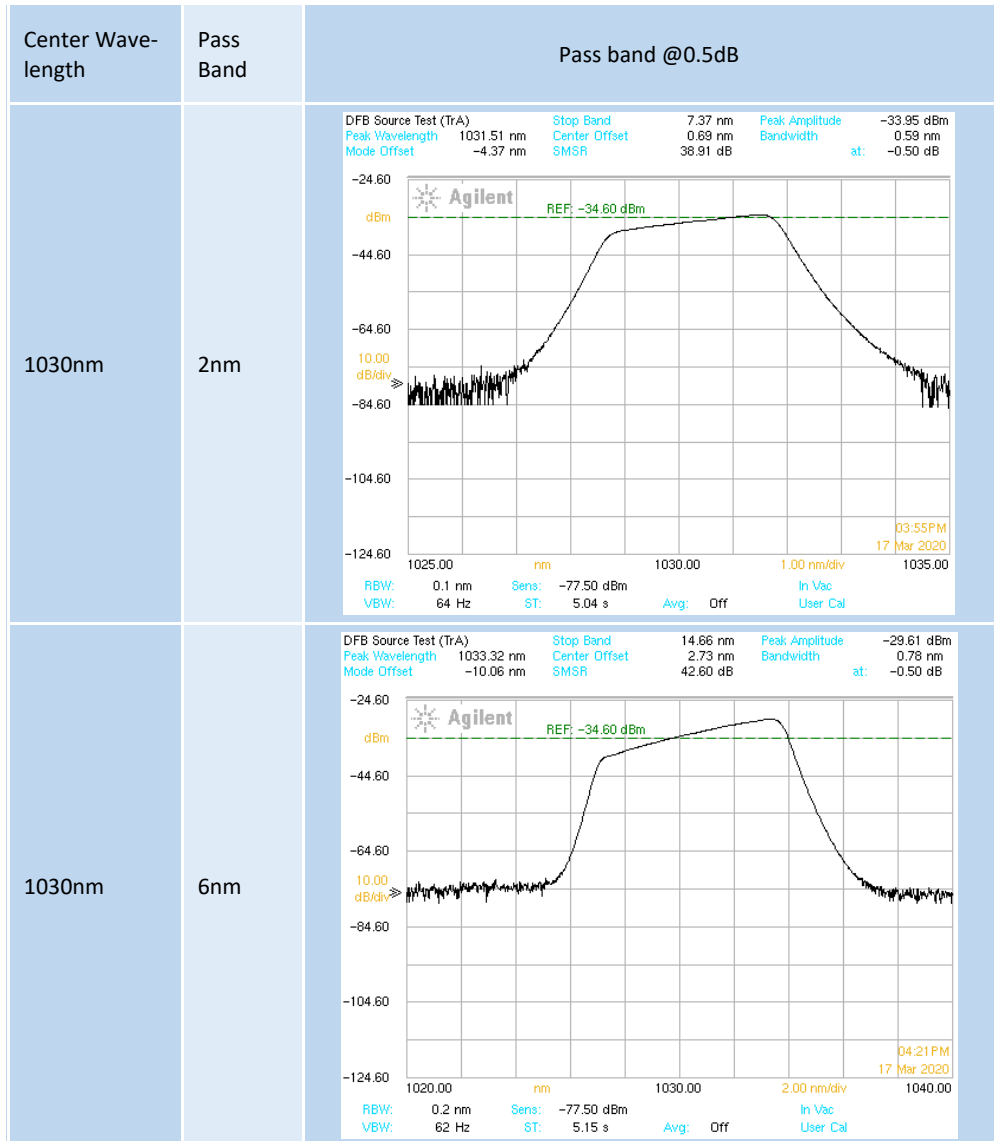 Center Wave-
length
Pass
Band
Pass band @0.5dB
1030nm
2nm
DFB Source Test (TrA) Stop Band 7.37 nm Peak Amplitude −33.95 dBm
Peak Wavelength 1031.51 nm Center Offset 0.69 nm Bandwidth 0.59 nm
Mode Offset −4.37 nm SMSR 38.91 dB at: −0.50 dB
−24.60
Agilent
REF: −34.60 dBm
dBm
−44.60
−64.60
10.00
dB/div
−84.60
−104.60
03:55PM
17 Mar 2020
−124.60
1025.00 nm 1030.00 1.00 nm/div 1035.00
RBW: 0.1 nm Sens: −77.50 dBm In Vac
VBW: 64 Hz ST: 5.04 s Avg: Off User Cal
1030nm
6nm
DFB Source Test (TrA) Stop Band 14.66 nm Peak Amplitude −29.61 dBm
Peak Wavelength 1033.32 nm Center Offset 2.73 nm Bandwidth 0.78 nm
Mode Offset −10.06 nm SMSR 42.60 dB at: −0.50 dB
−24.60
Agilent
REF: −34.60 dBm
dBm
−44.60
−64.60
10.00
dB/div
−84.60
−104.60
04:21PM
17 Mar 2020
−124.60
1020.00 nm 1030.00 2.00 nm/div 1040.00
RBW: 0.2 nm Sens: −77.50 dBm In Vac
VBW: 62 Hz ST: 5.15 s Avg: Off User Cal